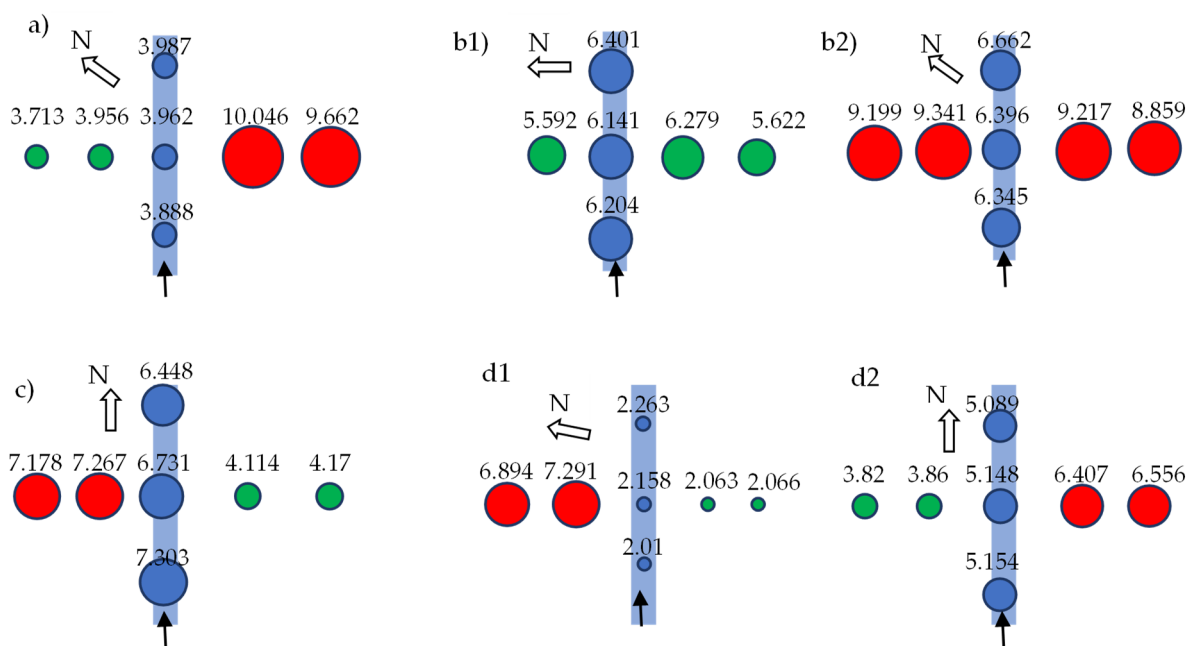 a)
N
3.987
3.713 3.956 3.962 10.046 9.662
3.888
b1)
N
6.401
5.592 6.141 6.279 5.622
6.204
b2)
N
6.662
9.199 9.341 6.396 9.217 8.859
6.345
c)
N
6.448
7.178 7.267 6.731 4.114 4.17
7.303
d1
N
2.263
6.894 7.291 2.158 2.063 2.066
2.01
d2
N
5.089
3.82 3.86 5.148 6.407 6.556
5.154